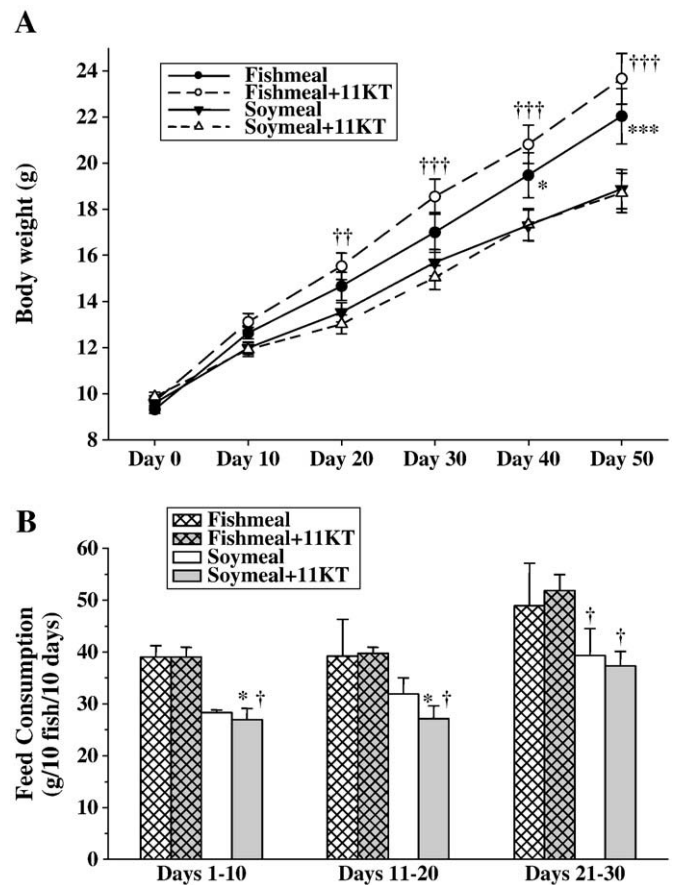 A
24
22
20
18
16
14
12
10
8
Body weight (g)
Fishmeal
Fishmeal+11KT
Soymeal
Soymeal+11KT
†††
***
†††
*
†††
††
Day 0 Day 10 Day 20 Day 30 Day 40 Day 50
B
Fishmeal
Fishmeal+11KT
Soymeal
Soymeal+11KT
60
50
40
30
20
10
0
Feed Consumption
(g/10 fish/10 days)
* † * † † †
Days 1-10 Days 11-20 Days 21-30